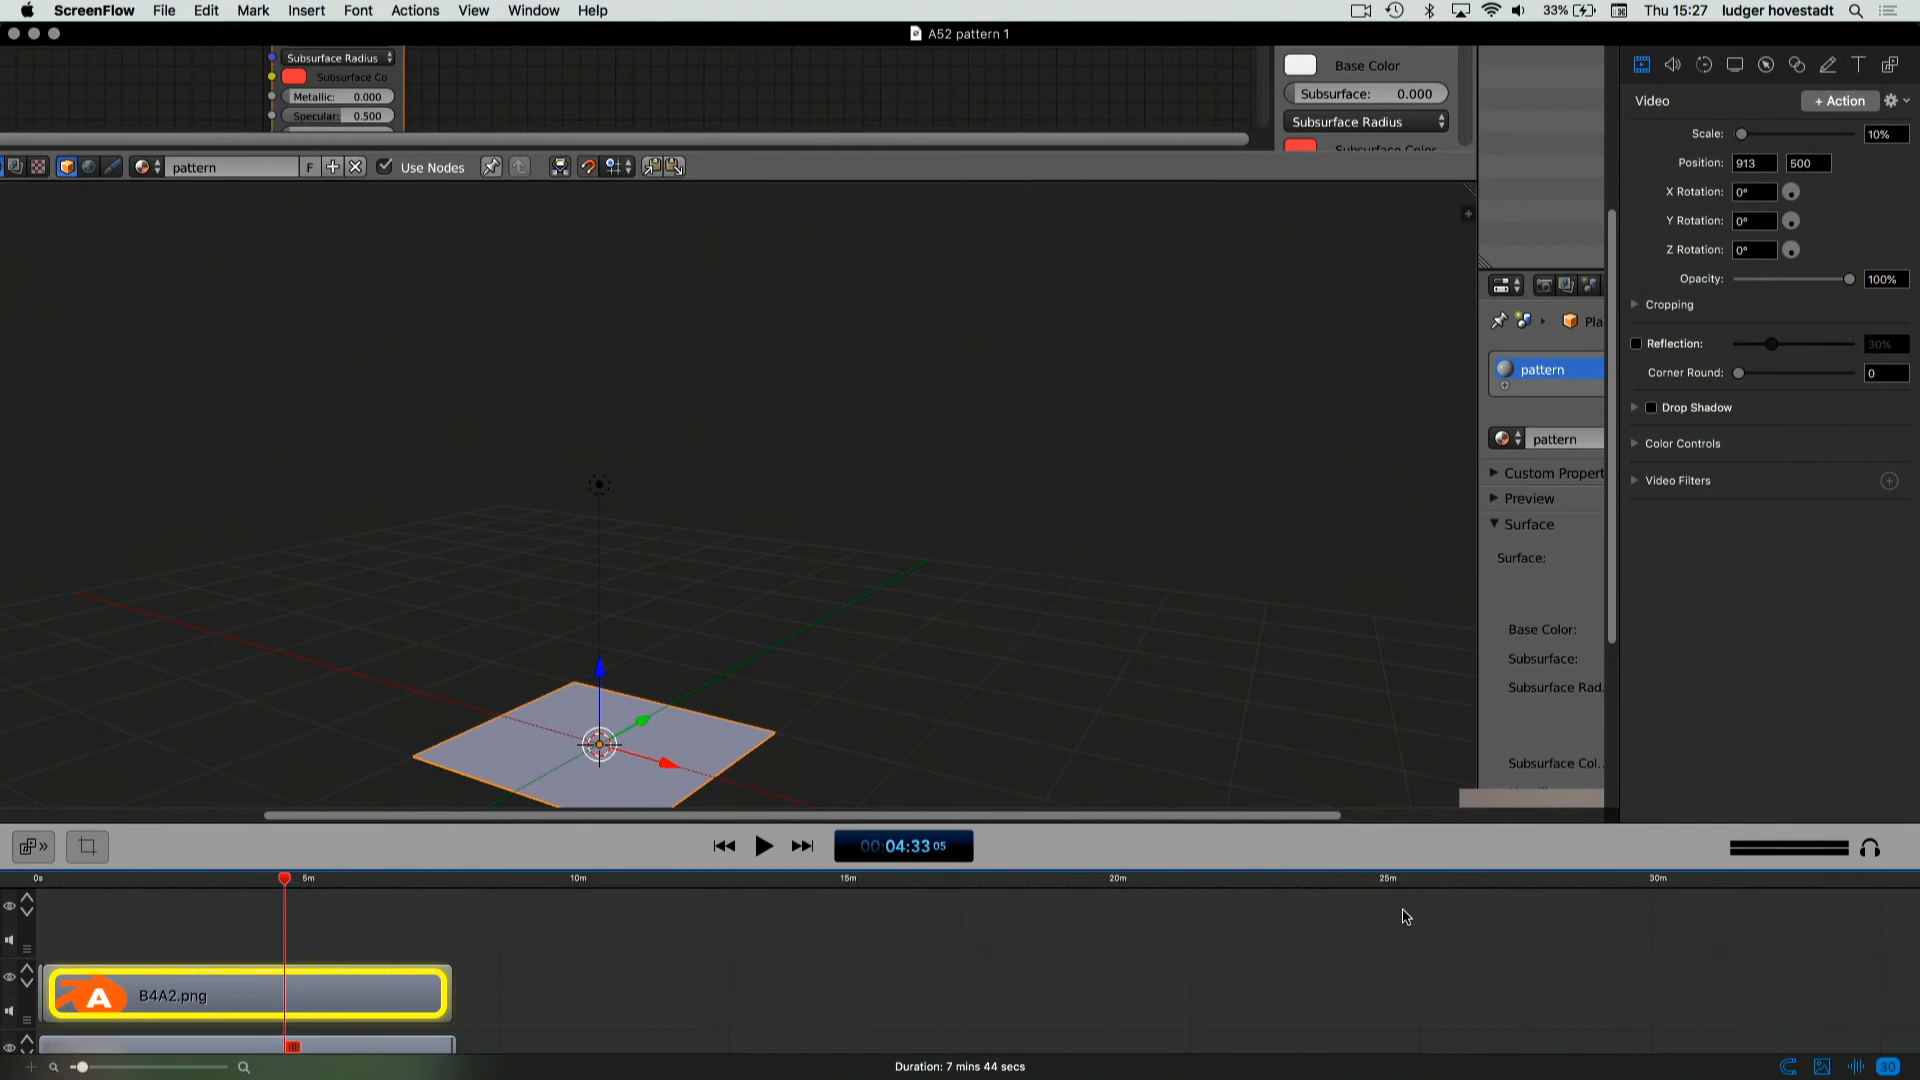 ScreenFlow File Edit Mark Insert Font Actions View Window Help 33% Thu 15:27 ludger hovestadt
A52 pattern 1
Subsurface Radius
Subsurface Co
Metallic: 0.000
Specular: 0.500
Base Color
Subsurface: 0.000
Subsurface Radius
Subsurface Color
pattern F Use Nodes
Video + Action
Scale: 10%
Position: 913 500
X Rotation: 0°
Y Rotation: 0°
Z Rotation: 0°
Opacity: 100%
Cropping
Reflection: 30%
Corner Round: 0
Drop Shadow
Color Controls
Video Filters
Pla
pattern
pattern
Custom Propert
Preview
Surface
Surface:
Base Color:
Subsurface:
Subsurface Rad..
Subsurface Col..
00:04:33 05
0s 5m 10m 15m 20m 25m 30m
A B4A2.png
Duration: 7 mins 44 secs
30